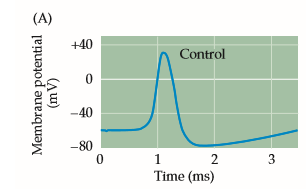 (A)
Membrane potential
(mV)
+40
0
−40
−80
Control
0 1 2 3
Time (ms)